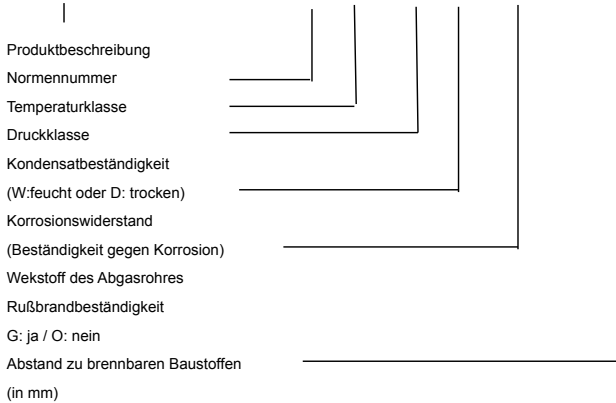 Produktbeschreibung
Normennummer
Temperaturklasse
Druckklasse
Kondensatbeständigkeit
(W:feucht oder D: trocken)
Korrosionswiderstand
(Beständigkeit gegen Korrosion)
Wekstoff des Abgasrohres
Rußbrandbeständigkeit
G: ja / O: nein
Abstand zu brennbaren Baustoffen
(in mm)